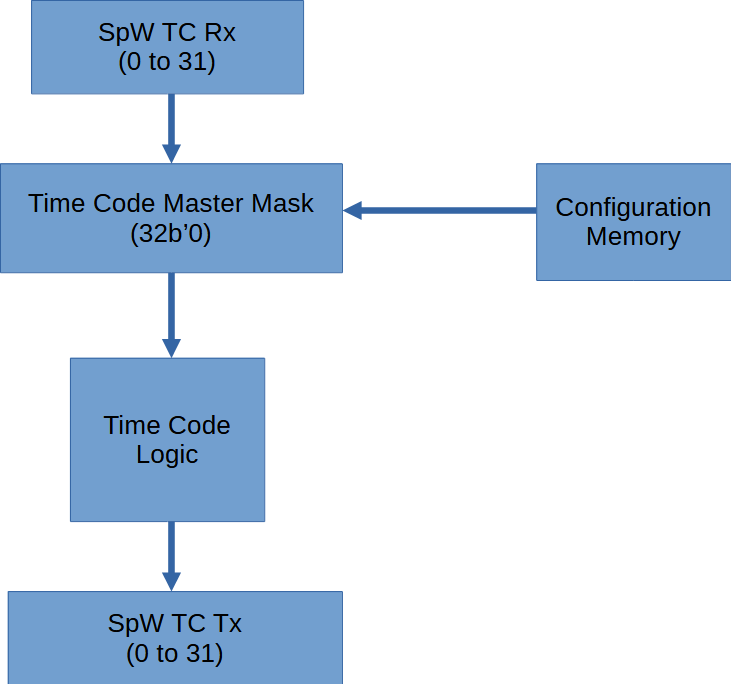 SpW TC Rx
(0 to 31)
Time Code Master Mask
(32b’0)
Configuration
Memory
Time Code
Logic
SpW TC Tx
(0 to 31)